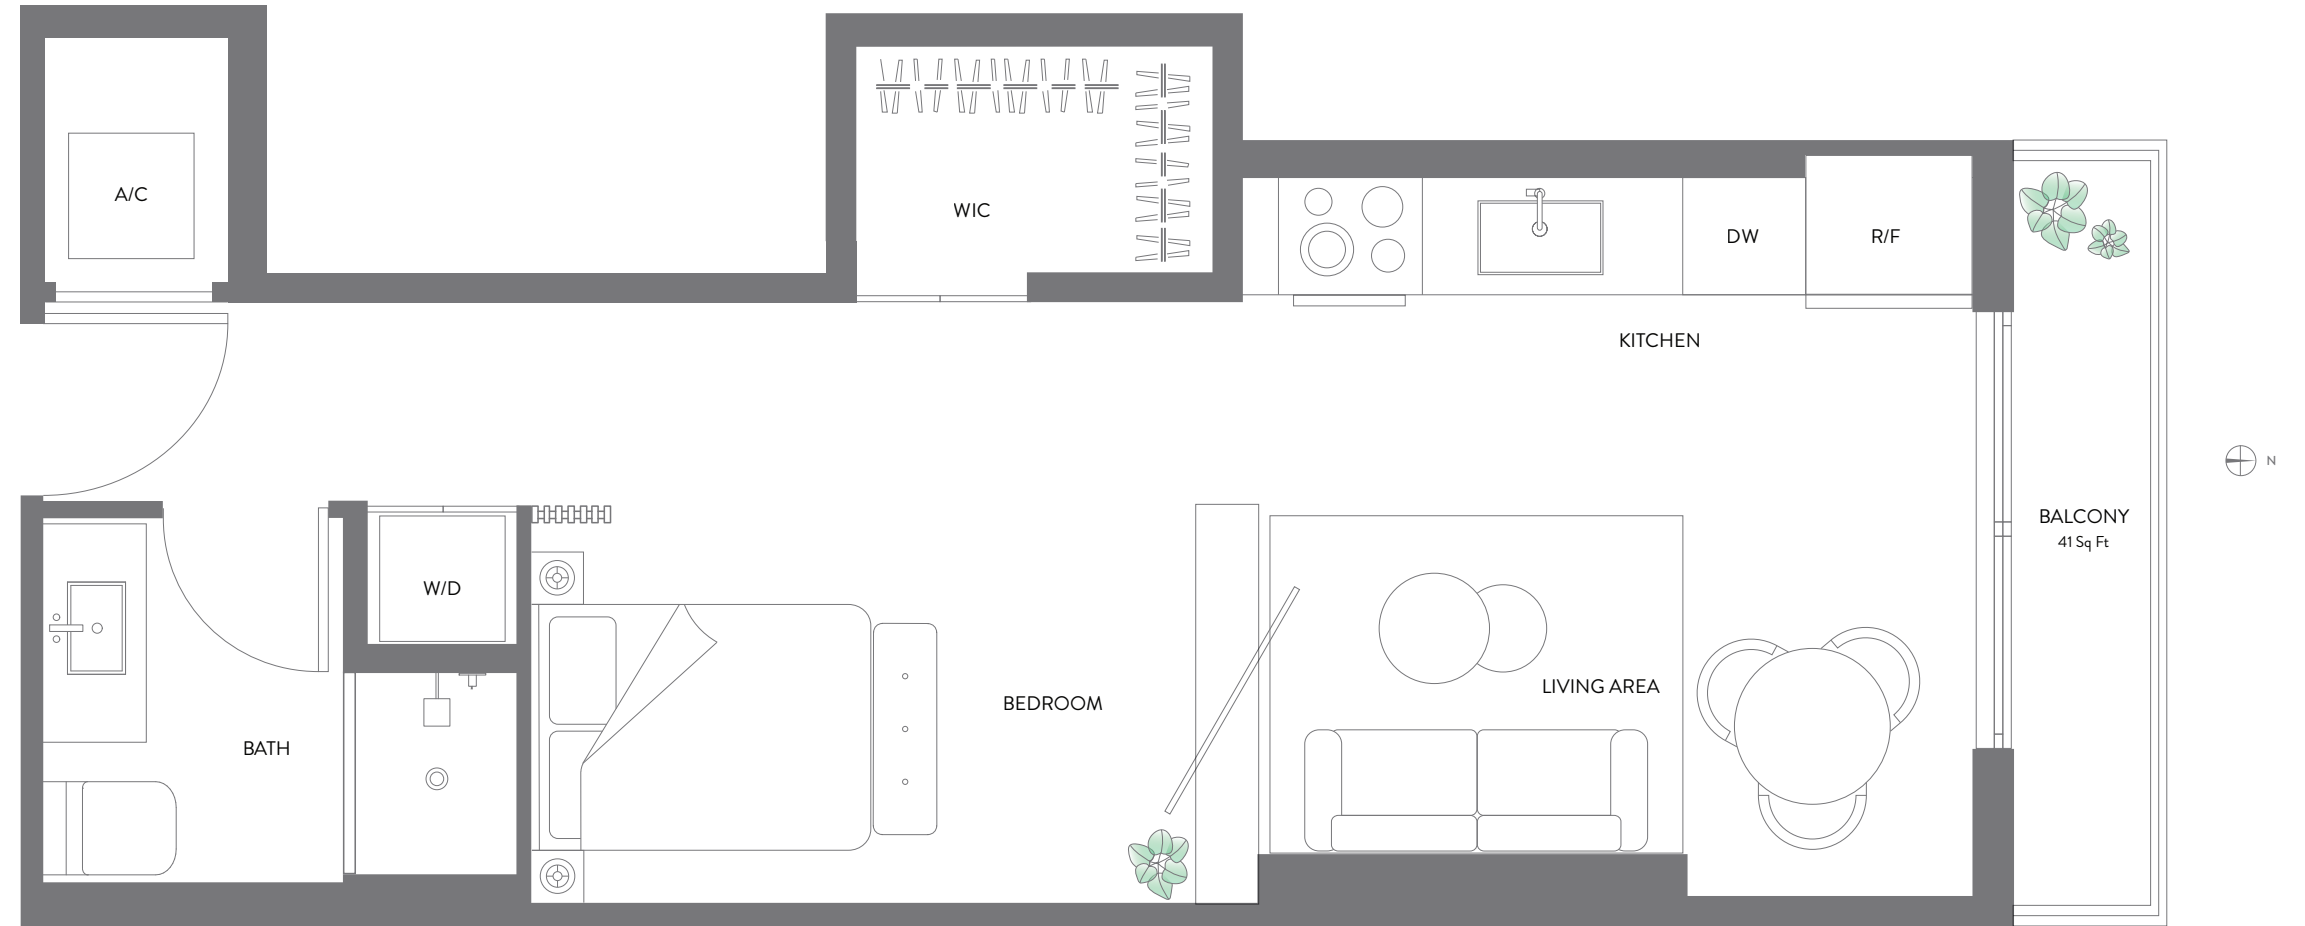 A/C
WIC
DW
R/F
KITCHEN
N
BALCONY
41 Sq Ft
W/D
LIVING AREA
BEDROOM
BATH